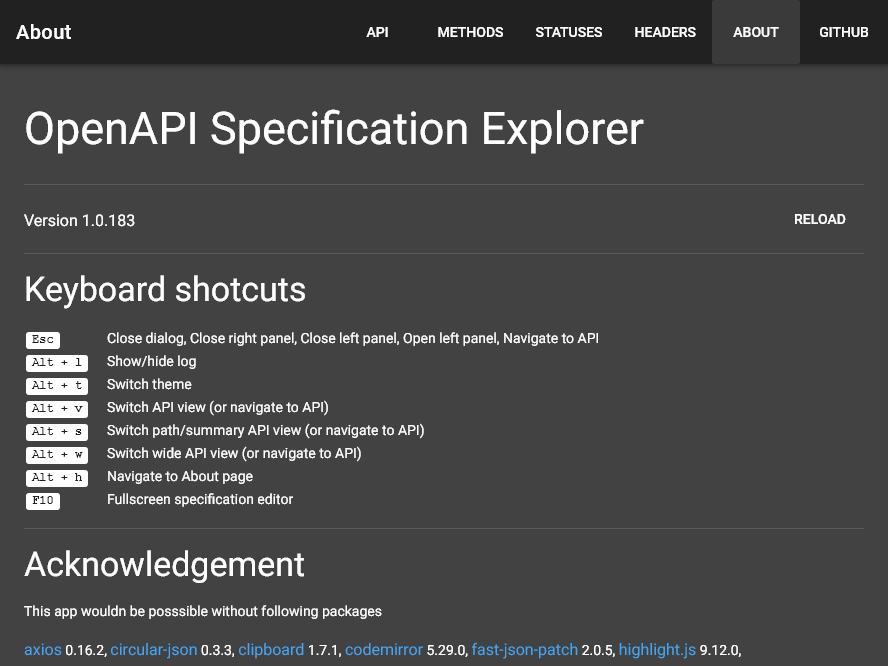 About API METHODS STATUSES HEADERS ABOUT GITHUB
OpenAPI Specification Explorer
Version 1.0.183 RELOAD
Keyboard shotcuts
Esc Close dialog, Close right panel, Close left panel, Open left panel, Navigate to API
Alt + l Show/hide log
Alt + t Switch theme
Alt + v Switch API view (or navigate to API)
Alt + s Switch path/summary API view (or navigate to API)
Alt + w Switch wide API view (or navigate to API)
Alt + h Navigate to About page
F10 Fullscreen specification editor
Acknowledgement
This app wouldn be posssible without following packages
axios 0.16.2, circular-json 0.3.3, clipboard 1.7.1, codemirror 5.29.0, fast-json-patch 2.0.5, highlight.js 9.12.0,